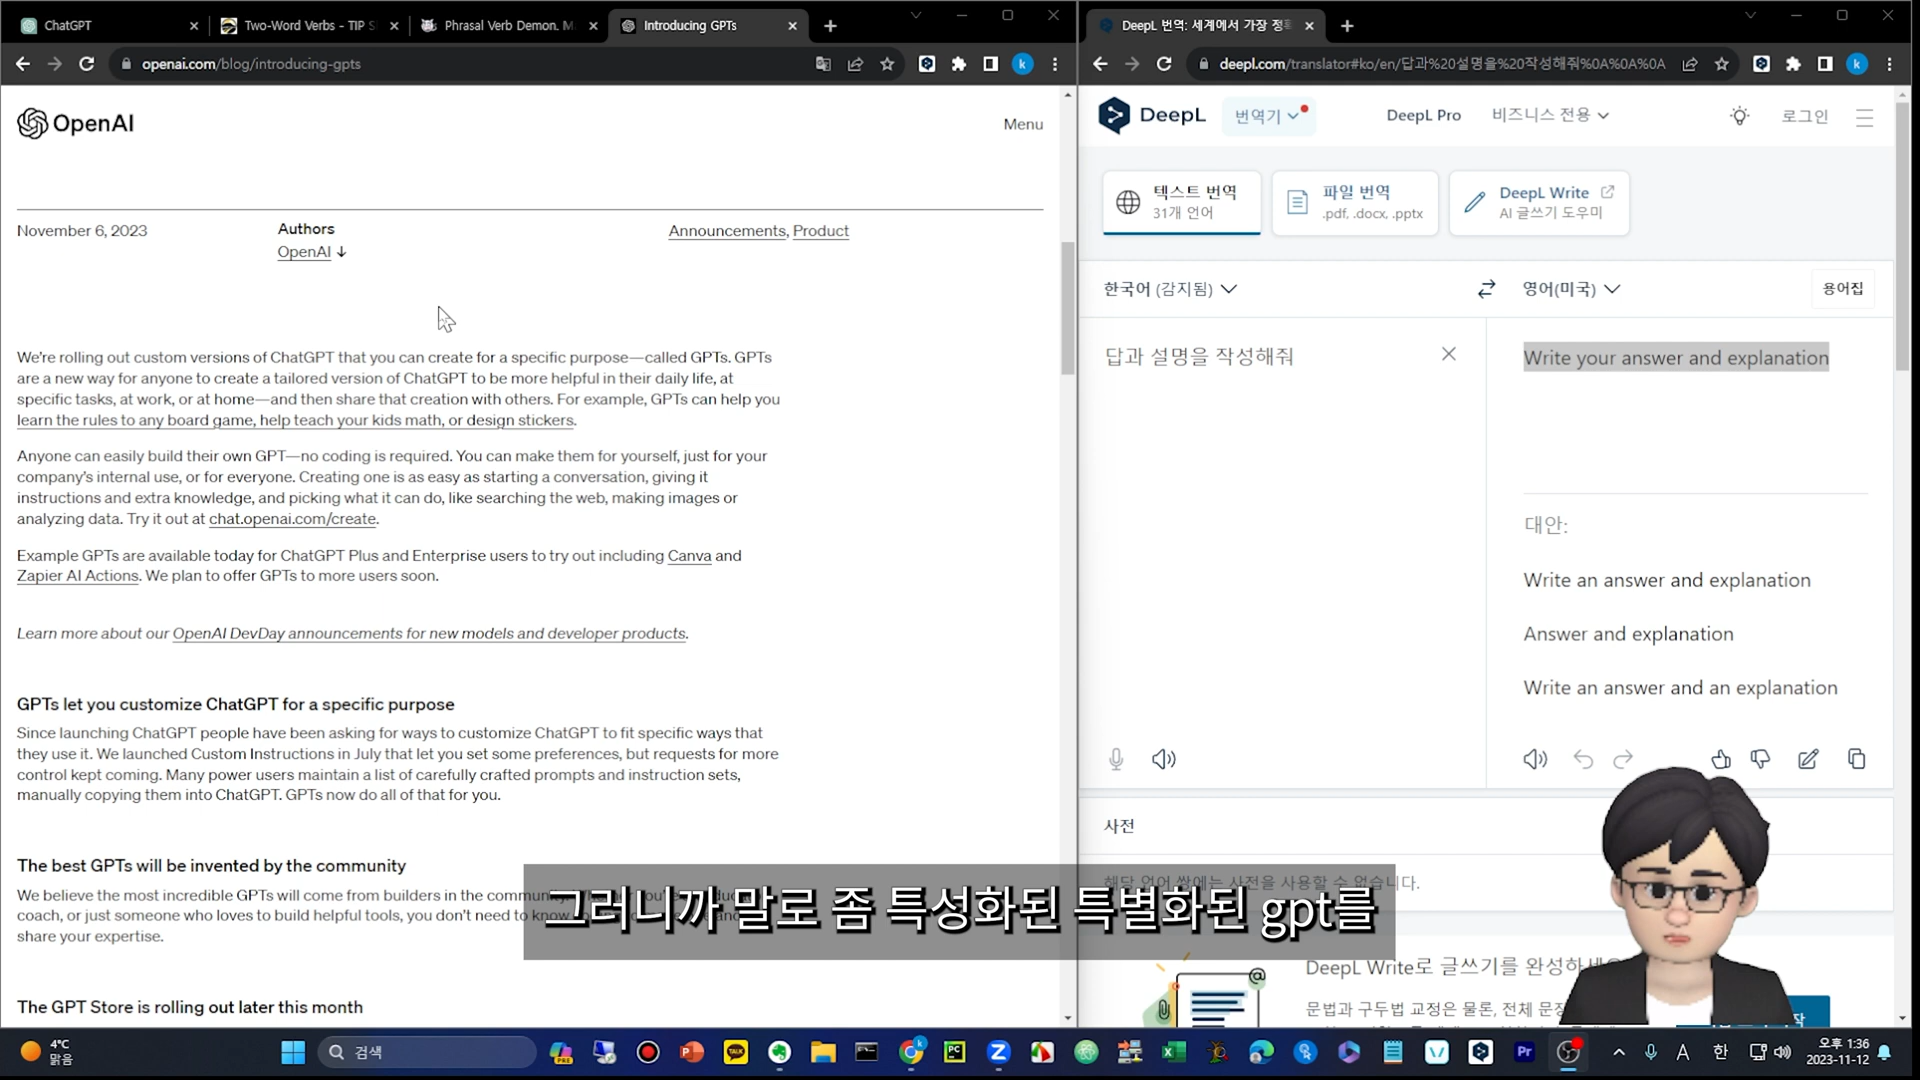 ChatGPT
Two-Word Verbs - TIP S
Phrasal Verb Demon. M
Introducing GPTs
openai.com/blog/introducing-gpts
OpenAI
Menu
November 6, 2023
Authors
OpenAI ↓
Announcements, Product
We're rolling out custom versions of ChatGPT that you can create for a specific purpose—called GPTs. GPTs
are a new way for anyone to create a tailored version of ChatGPT to be more helpful in their daily life, at
specific tasks, at work, or at home—and then share that creation with others. For example, GPTs can help you
learn the rules to any board game, help teach your kids math, or design stickers.
Anyone can easily build their own GPT—no coding is required. You can make them for yourself, just for your
company's internal use, or for everyone. Creating one is as easy as starting a conversation, giving it
instructions and extra knowledge, and picking what it can do, like searching the web, making images or
analyzing data. Try it out at chat.openai.com/create.
Example GPTs are available today for ChatGPT Plus and Enterprise users to try out including Canva and
Zapier AI Actions. We plan to offer GPTs to more users soon.
Learn more about our OpenAI DevDay announcements for new models and developer products.
GPTs let you customize ChatGPT for a specific purpose
Since launching ChatGPT people have been asking for ways to customize ChatGPT to fit specific ways that
they use it. We launched Custom Instructions in July that let you set some preferences, but requests for more
control kept coming. Many power users maintain a list of carefully crafted prompts and instruction sets,
manually copying them into ChatGPT. GPTs now do all of that for you.
The best GPTs will be invented by the community
We believe the most incredible GPTs will come from builders in the
coach, or just someone who loves to build helpful tools, you don't need to know
share your expertise.
The GPT Store is rolling out later this month
DeepL 번역: 세계에서 가장 정확
deepl.com/translator#ko/en/답과%20설명을%20작성해줘%0A%0A%0A
DeepL
번역기
DeepL Pro
비즈니스 전용
로그인
텍스트 번역
31개 언어
파일 번역
.pdf, .docx, .pptx
DeepL Write
AI 글쓰기 도우미
한국어 (감지됨)
영어(미국)
용어집
답과 설명을 작성해줘
Write your answer and explanation
대안:
Write an answer and explanation
Answer and explanation
Write an answer and an explanation
사전
해당 언어 쌍에는 사전을 사용할 수 없습니다.
그러니까 말로 좀 특성화된 특별화된 gpt를
DeepL Write로 글쓰기를 완성하세
문법과 구두법 교정은 물론, 전체 문장
4°C
맑음
검색
A
한
오후 1:36
2023-11-12